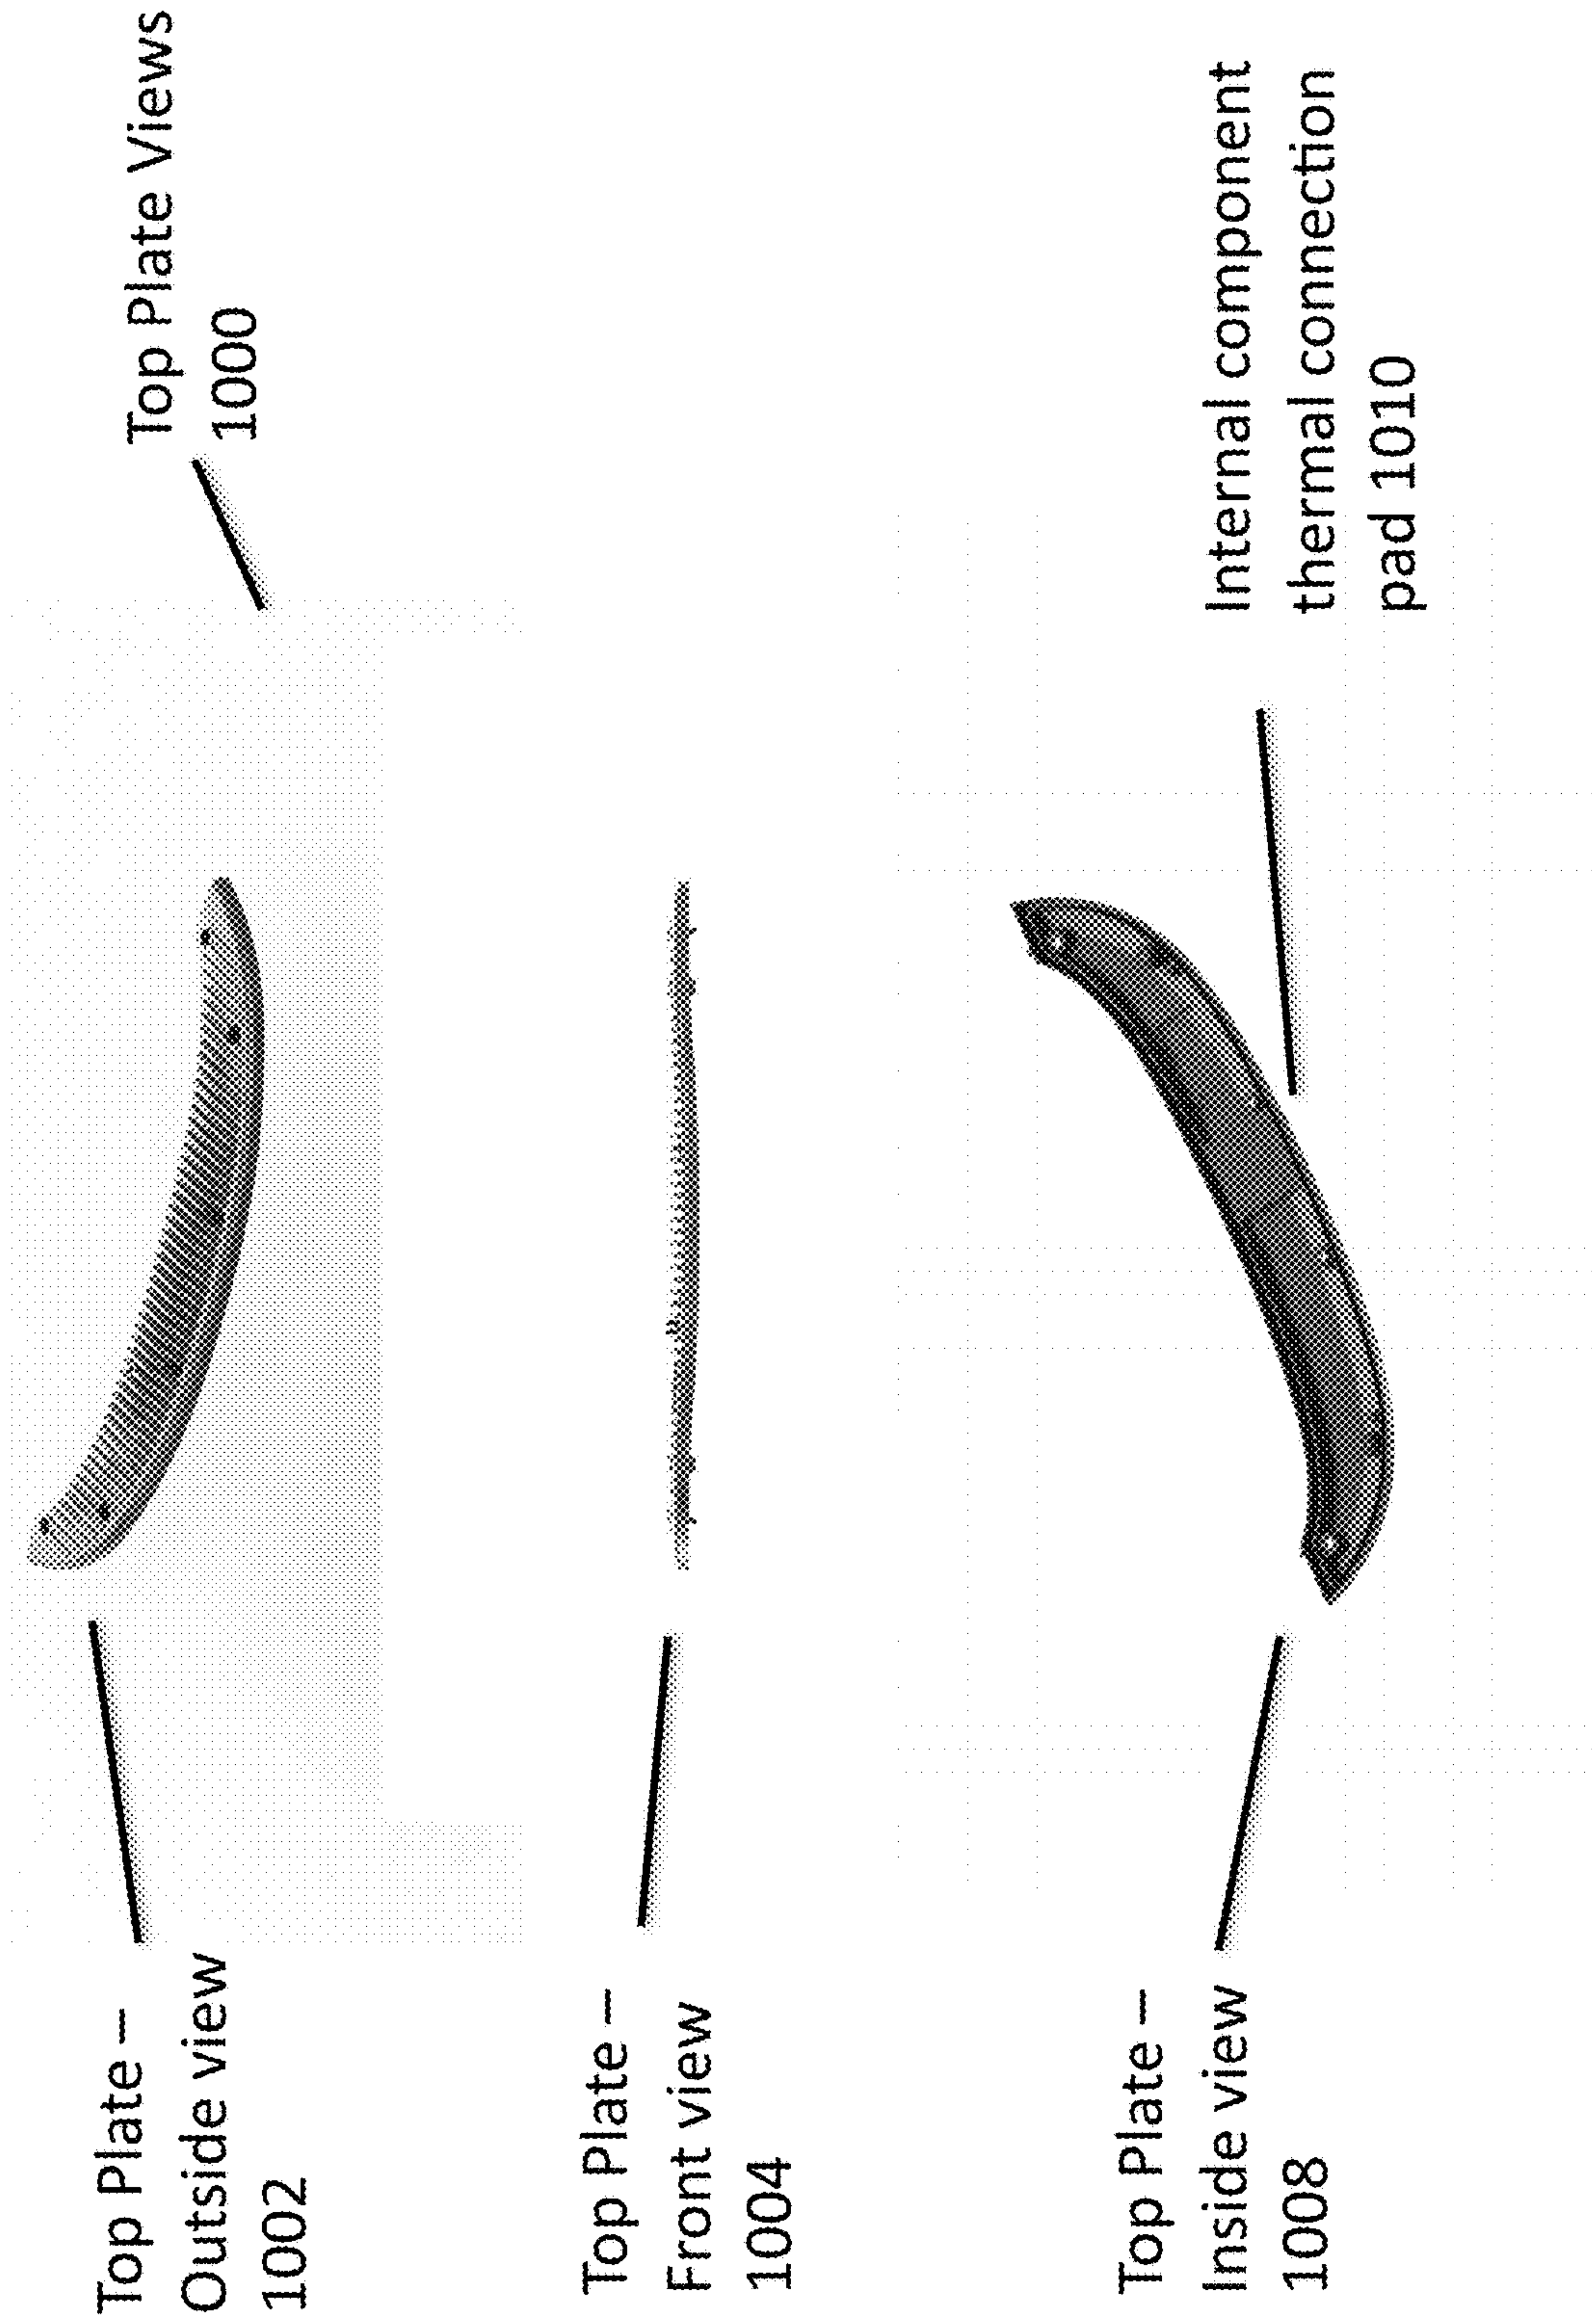 Top Plate Views
1000
Top Plate –
Outside view
1002
Top Plate –
Front view
1004
Internal component
thermal connection
pad 1010
Top Plate –
Inside view
1008